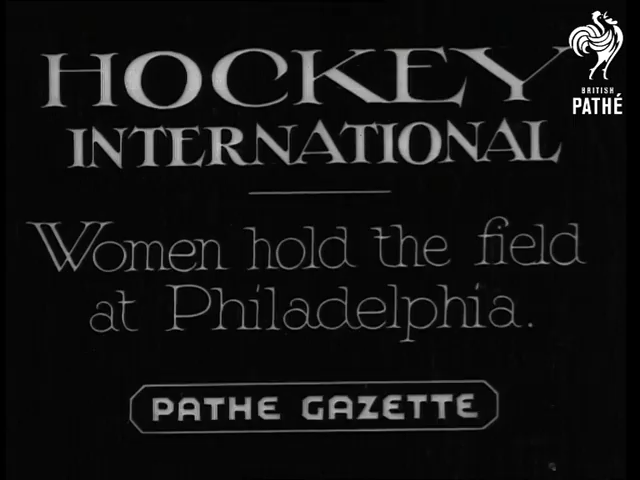 HOCKEY
INTERNATIONAL
Women hold the field
at Philadelphia.
PATHE GAZETTE
BRITISH
PATHÉ